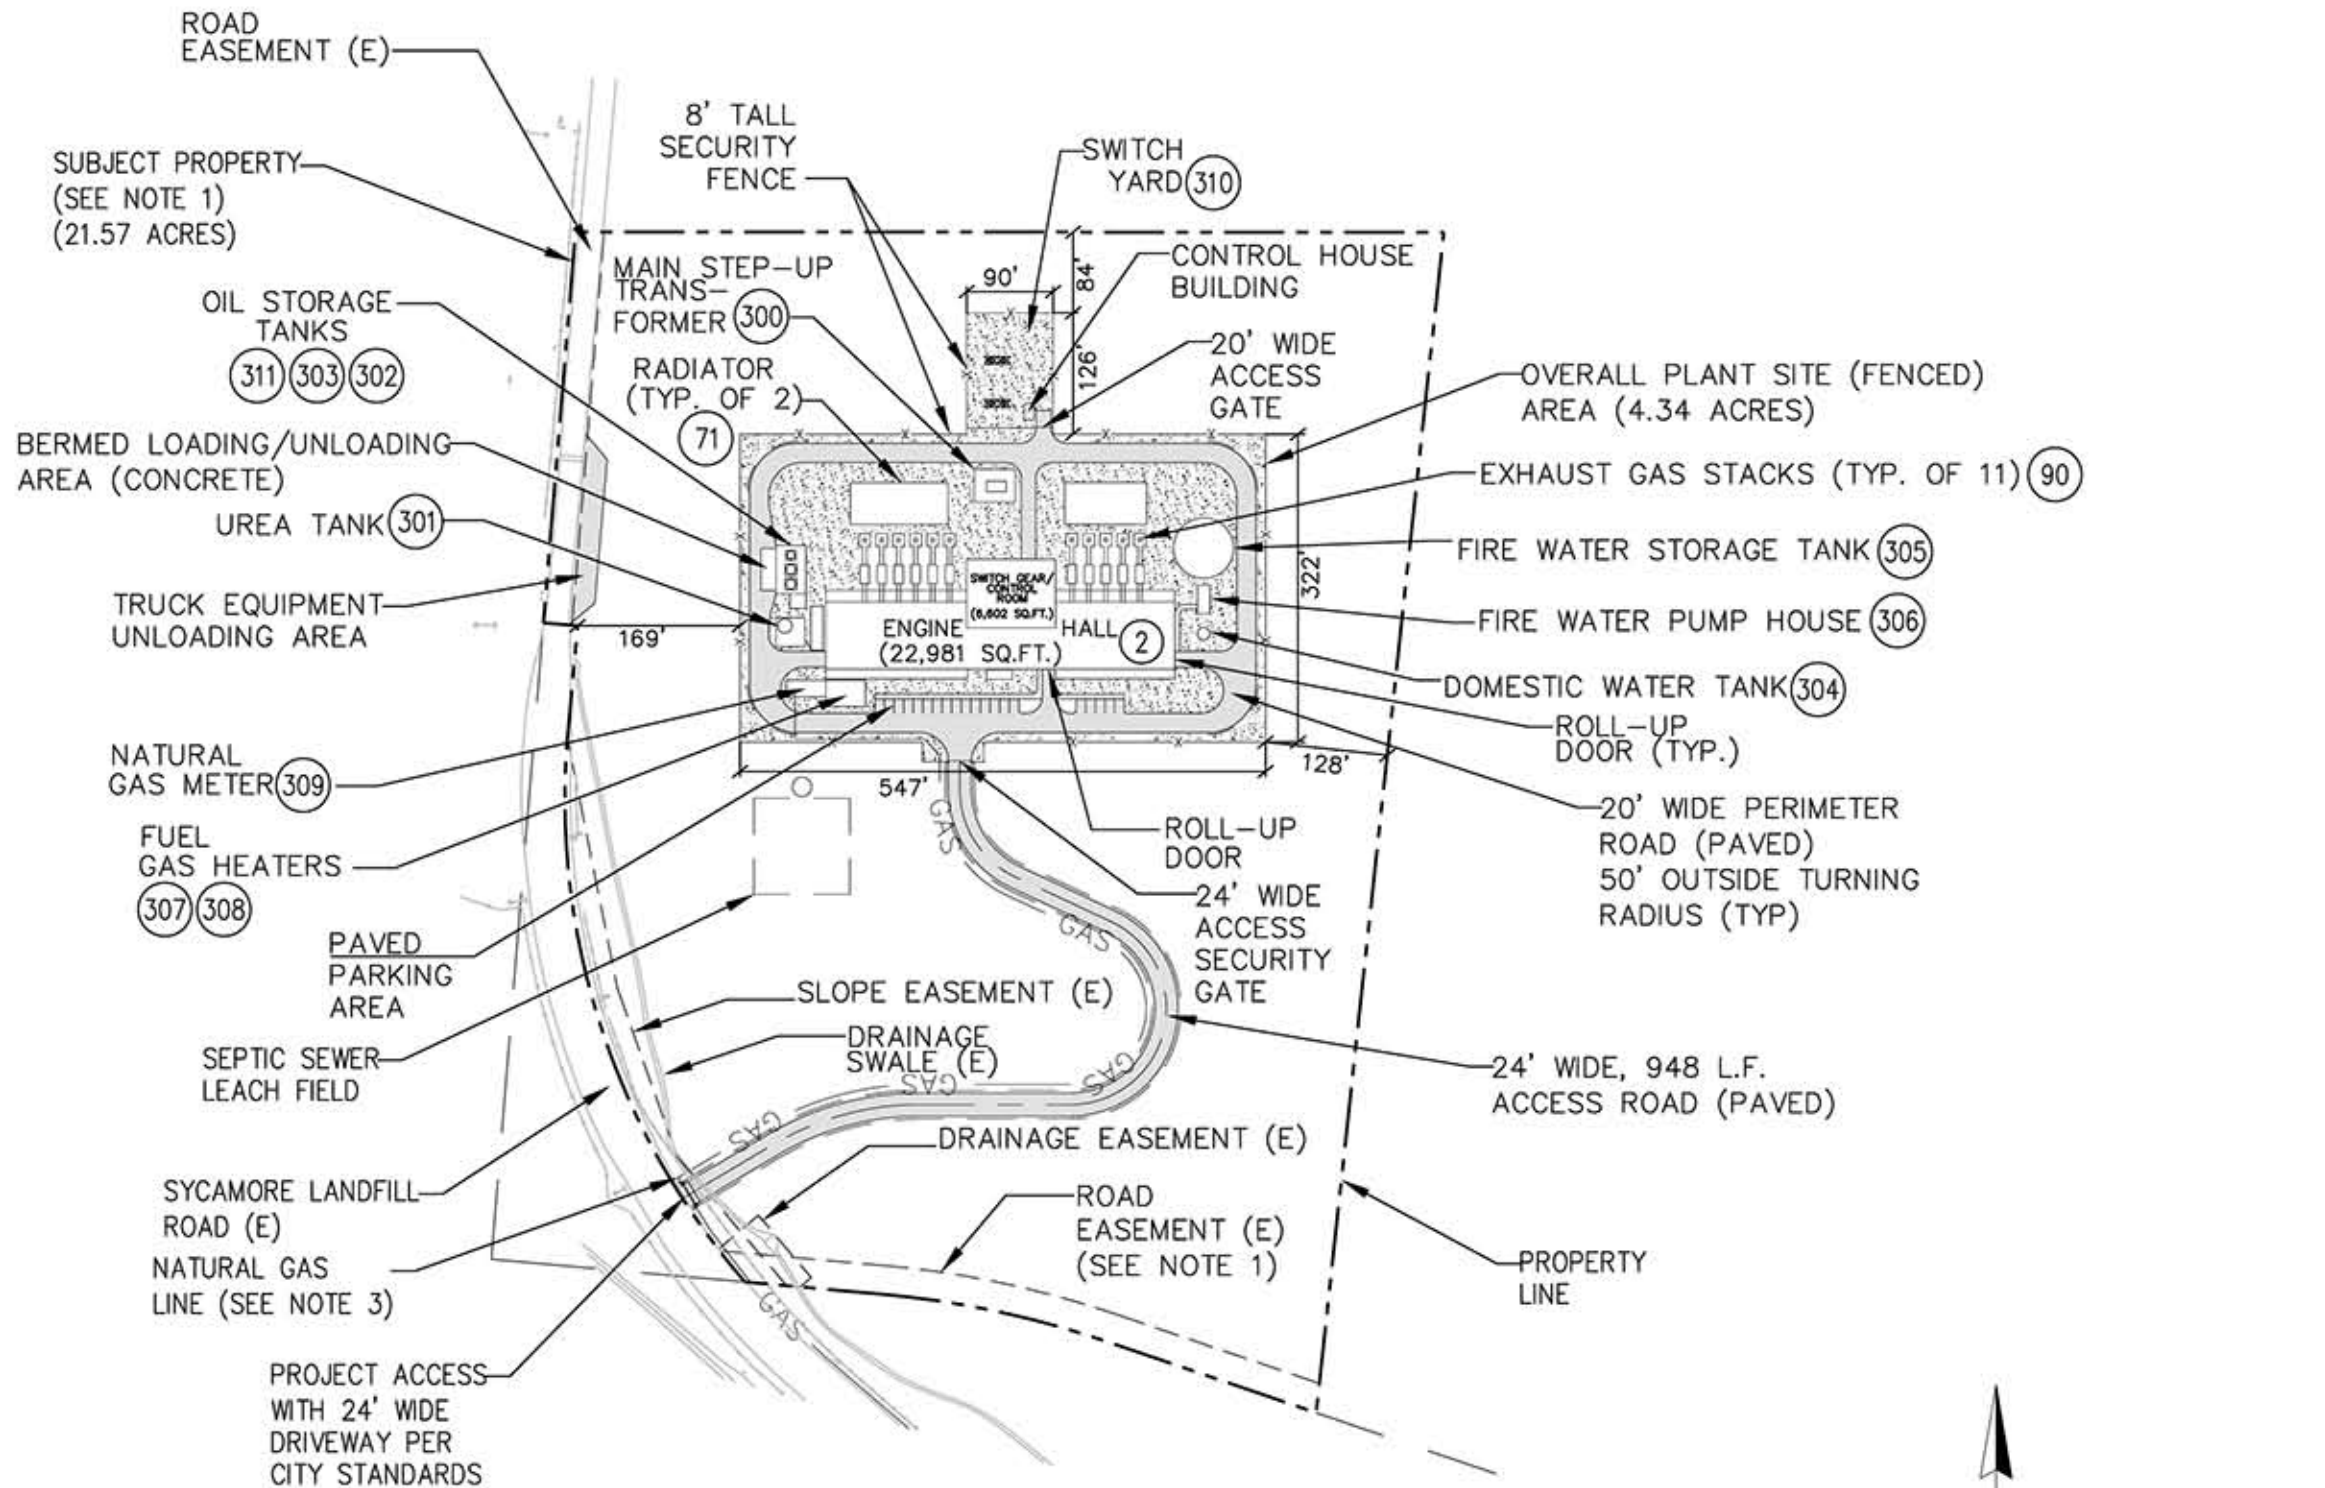 ROAD
EASEMENT (E)
8' TALL
SECURITY
FENCE
SWITCH
YARD 310
SUBJECT PROPERTY
(SEE NOTE 1)
(21.57 ACRES)
CONTROL HOUSE
BUILDING
MAIN STEP-UP
TRANS-
FORMER 300
90'
84'
126'
OIL STORAGE
TANKS
311 303 302
20' WIDE
ACCESS
GATE
RADIATOR
(TYP. OF 2)
71
OVERALL PLANT SITE (FENCED)
AREA (4.34 ACRES)
BERMED LOADING/UNLOADING
AREA (CONCRETE)
EXHAUST GAS STACKS (TYP. OF 11) 90
UREA TANK 301
FIRE WATER STORAGE TANK 305
322'
SWITCH GEAR/
CONTROL
ROOM
(6,602 SQ.FT.)
TRUCK EQUIPMENT
UNLOADING AREA
169'
ENGINE HALL 2
(22,981 SQ.FT.)
FIRE WATER PUMP HOUSE 306
DOMESTIC WATER TANK 304
ROLL-UP
DOOR (TYP.)
NATURAL
GAS METER 309
547'
128'
20' WIDE PERIMETER
ROAD (PAVED)
50' OUTSIDE TURNING
RADIUS (TYP)
GAS
ROLL-UP
DOOR
FUEL
GAS HEATERS
307 308
24' WIDE
ACCESS
SECURITY
GATE
GAS
PAVED
PARKING
AREA
SLOPE EASEMENT (E)
DRAINAGE
SWALE (E)
SEPTIC SEWER
LEACH FIELD
GAS
GAS
24' WIDE, 948 L.F.
ACCESS ROAD (PAVED)
GAS
DRAINAGE EASEMENT (E)
SYCAMORE LANDFILL
ROAD (E)
ROAD
EASEMENT (E)
(SEE NOTE 1)
NATURAL GAS
LINE (SEE NOTE 3)
PROPERTY
LINE
GAS
PROJECT ACCESS
WITH 24' WIDE
DRIVEWAY PER
CITY STANDARDS